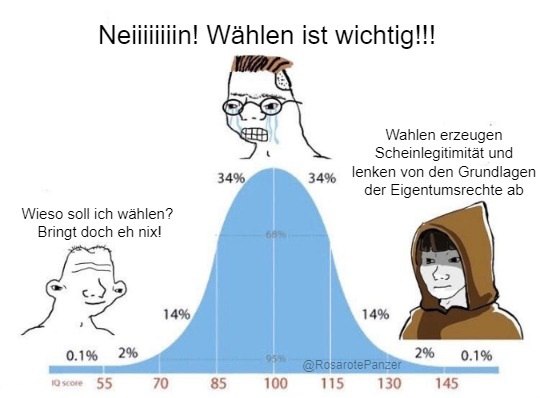 Neiiiiiiiin! Wählen ist wichtig!!!
Wahlen erzeugen
Scheinlegitimität und
lenken von den Grundlagen
der Eigentumsrechte ab
Wieso soll ich wählen?
Bringt doch eh nix!
34% 34%
68%
14% 14%
0.1% 2% 95% 2% 0.1%
@RosarotePanzer
IQ score 55 70 85 100 115 130 145